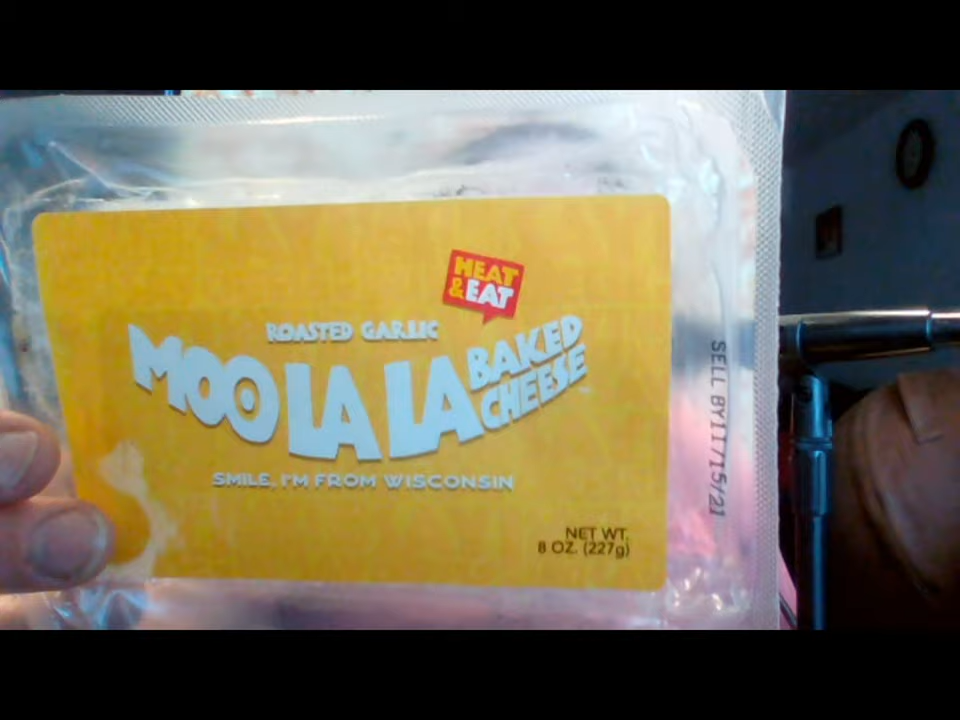 HEAT
& EAT
ROASTED GARLIC
MOO LA LA BAKED
CHEESE
SMILE, I'M FROM WISCONSIN
NET WT.
8 OZ. (227g)
SELL BY 11/15/21